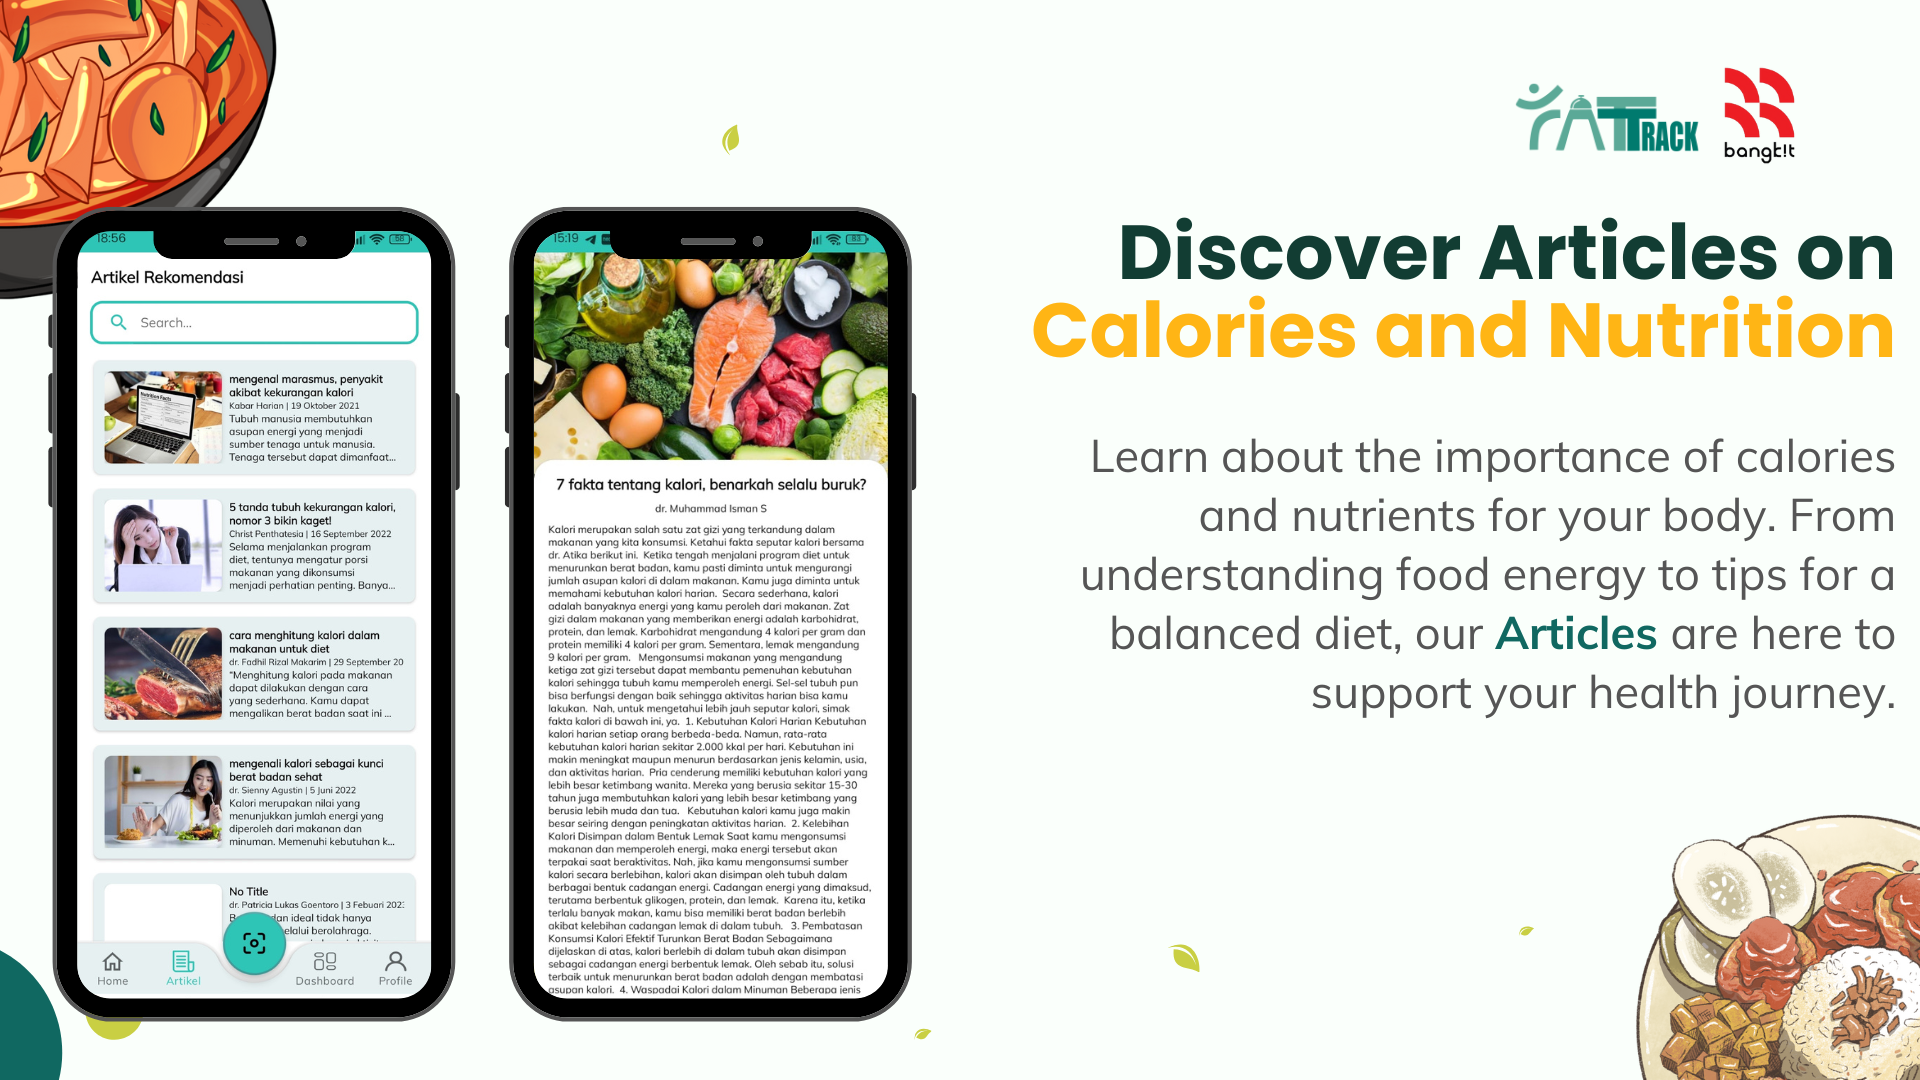 FATTRACK
bangk!t
Discover Articles on
Calories and Nutrition
Learn about the importance of calories
and nutrients for your body. From
understanding food energy to tips for a
balanced diet, our Articles are here to
support your health journey.
18:56
58
Artikel Rekomendasi
Search...
Nutrition Facts
mengenal marasmus, penyakit
akibat kekurangan kalori
Kabar Harian | 19 Oktober 2021
Tubuh manusia membutuhkan
asupan energi yang menjadi
sumber tenaga untuk manusia.
Tenaga tersebut dapat dimanfaat...
5 tanda tubuh kekurangan kalori,
nomor 3 bikin kaget!
Christ Penthatesia | 16 September 2022
Selama menjalankan program
diet, tentunya mengatur porsi
makanan yang dikonsumsi
menjadi perhatian penting. Banya...
cara menghitung kalori dalam
makanan untuk diet
dr. Fadhil Rizal Makarim | 29 September 20
"Menghitung kalori pada makanan
dapat dilakukan dengan cara
yang sederhana. Kamu dapat
mengalikan berat badan saat ini ...
mengenali kalori sebagai kunci
berat badan sehat
dr. Sienny Agustin | 5 Juni 2022
Kalori merupakan nilai yang
menunjukkan jumlah energi yang
diperoleh dari makanan dan
minuman. Memenuhi kebutuhan k...
No Title
dr. Patricia Lukas Goentoro | 3 Febuari 202
dan ideal tidak hanya
elalui berolahraga.
Home
Artikel
Dashboard
Profile
15:19
83
7 fakta tentang kalori, benarkah selalu buruk?
dr. Muhammad Isman S
Kalori merupakan salah satu zat gizi yang terkandung dalam
makanan yang kita konsumsi. Ketahui fakta seputar kalori bersama
dr. Atika berikut ini.  Ketika tengah menjalani program diet untuk
menurunkan berat badan, kamu pasti diminta untuk mengurangi
jumlah asupan kalori di dalam makanan. Kamu juga diminta untuk
memahami kebutuhan kalori harian.  Secara sederhana, kalori
adalah banyaknya energi yang kamu peroleh dari makanan. Zat
gizi dalam makanan yang memberikan energi adalah karbohidrat,
protein, dan lemak. Karbohidrat mengandung 4 kalori per gram dan
protein memiliki 4 kalori per gram. Sementara, lemak mengandung
9 kalori per gram.   Mengonsumsi makanan yang mengandung
ketiga zat gizi tersebut dapat membantu pemenuhan kebutuhan
kalori sehingga tubuh kamu memperoleh energi. Sel-sel tubuh pun
bisa berfungsi dengan baik sehingga aktivitas harian bisa kamu
lakukan.  Nah, untuk mengetahui lebih jauh seputar kalori, simak
fakta kalori di bawah ini, ya.  1. Kebutuhan Kalori Harian Kebutuhan
kalori harian setiap orang berbeda-beda. Namun, rata-rata
kebutuhan kalori harian sekitar 2.000 kkal per hari. Kebutuhan ini
makin meningkat maupun menurun berdasarkan jenis kelamin, usia,
dan aktivitas harian.  Pria cenderung memiliki kebutuhan kalori yang
lebih besar ketimbang wanita. Mereka yang berusia sekitar 15-30
tahun juga membutuhkan kalori yang lebih besar ketimbang yang
berusia lebih muda dan tua.   Kebutuhan kalori kamu juga makin
besar seiring dengan peningkatan aktivitas harian.  2. Kelebihan
Kalori Disimpan dalam Bentuk Lemak Saat kamu mengonsumsi
makanan dan memperoleh energi, maka energi tersebut akan
terpakai saat beraktivitas. Nah, jika kamu mengonsumsi sumber
kalori secara berlebihan, kalori akan disimpan oleh tubuh dalam
berbagai bentuk cadangan energi. Cadangan energi yang dimaksud,
terutama berbentuk glikogen, protein, dan lemak.  Karena itu, ketika
terlalu banyak makan, kamu bisa memiliki berat badan berlebih
akibat kelebihan cadangan lemak di dalam tubuh.   3. Pembatasan
Konsumsi Kalori Efektif Turunkan Berat Badan Sebagaimana
dijelaskan di atas, kalori berlebih di dalam tubuh akan disimpan
sebagai cadangan energi berbentuk lemak. Oleh sebab itu, solusi
terbaik untuk menurunkan berat badan adalah dengan membatasi
asupan kalori.  4. Waspadai Kalori dalam Minuman Beberapa jenis